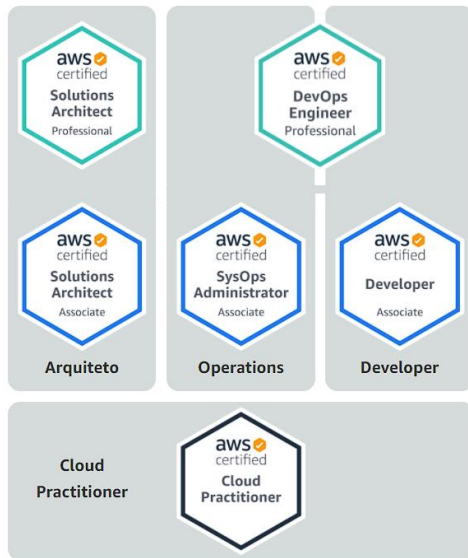 aws
certified
Solutions
Architect
Professional
aws
certified
DevOps
Engineer
Professional
aws
certified
Solutions
Architect
Associate
aws
certified
SysOps
Administrator
Associate
aws
certified
Developer
Associate
Arquiteto
Operations
Developer
Cloud
Practitioner
aws
certified
Cloud
Practitioner